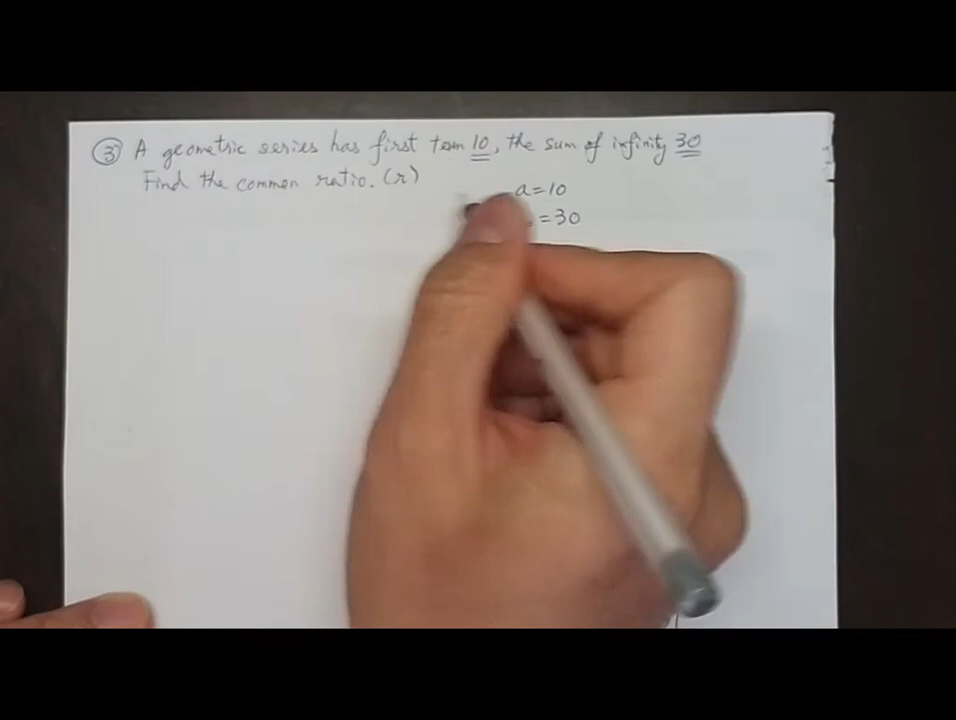 ③ A geometric series has first term 10, the sum of infinity 30
Find the common ratio. (r)
a=10
=30